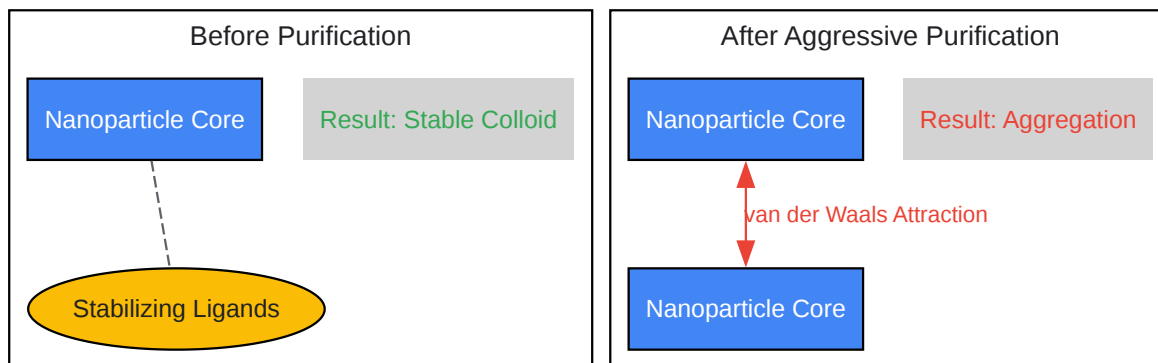 Before Purification
Nanoparticle Core
Result: Stable Colloid
Stabilizing Ligands
After Aggressive Purification
Nanoparticle Core
Result: Aggregation
van der Waals Attraction
Nanoparticle Core